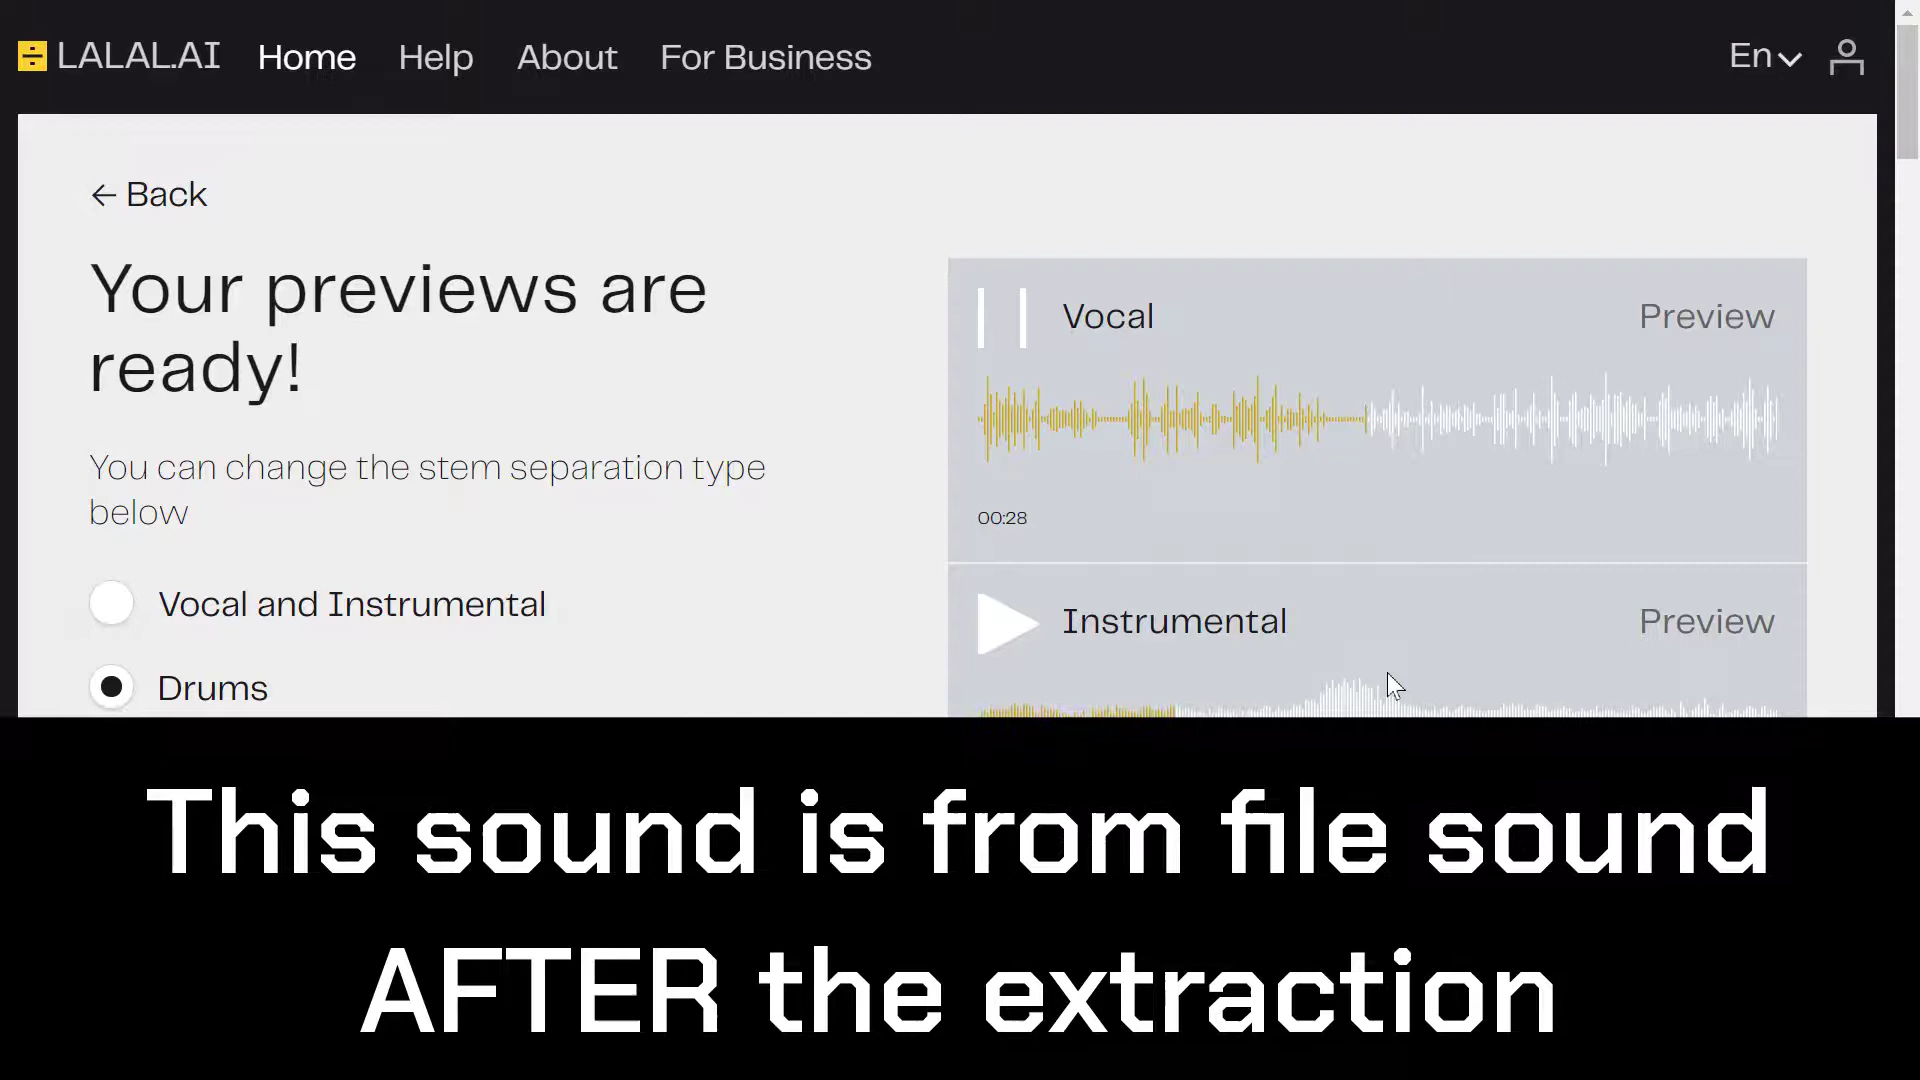 LALAL.AI Home Help About For Business En
← Back
Your previews are
ready!
You can change the stem separation type
below
Vocal and Instrumental
Drums
Vocal Preview
00:28
Instrumental Preview
This sound is from file sound
AFTER the extraction